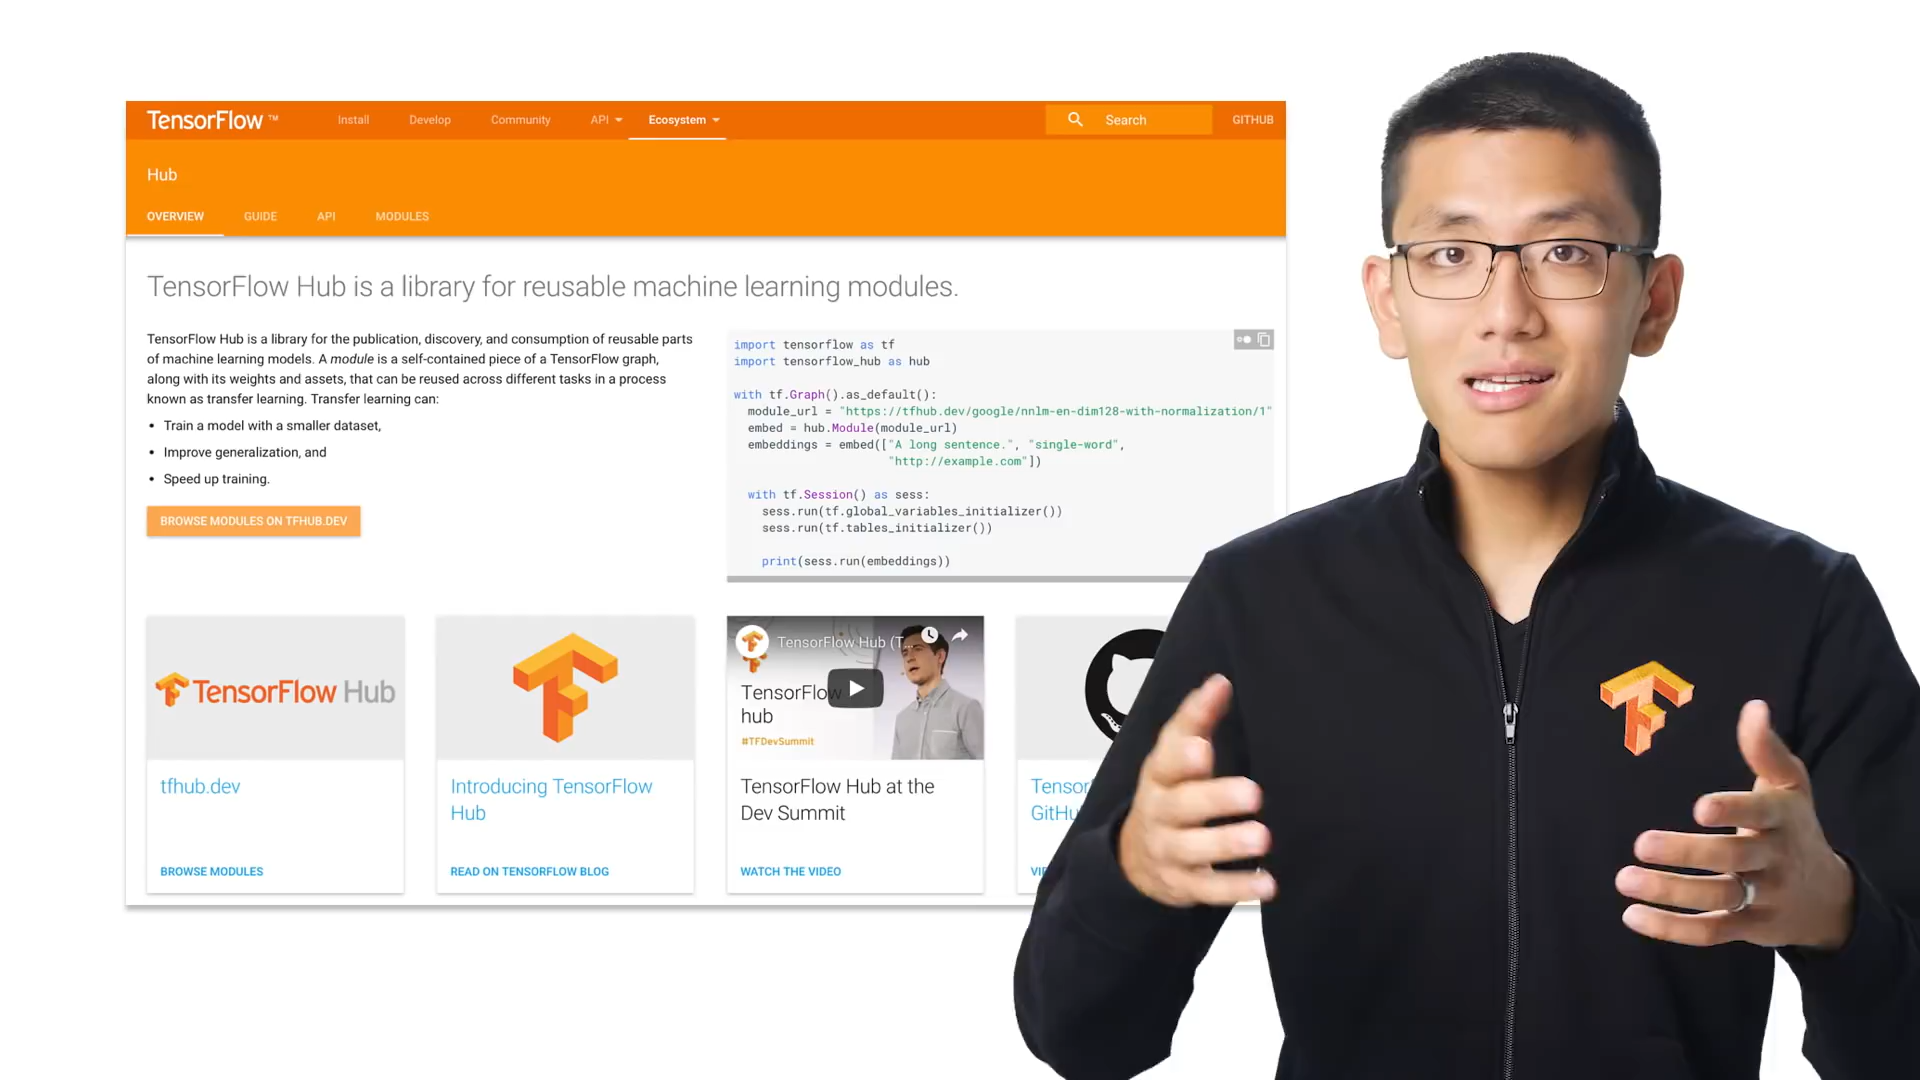 TensorFlow ™
Install
Develop
Community
API
Ecosystem
Search
GITHUB
Hub
OVERVIEW
GUIDE
API
MODULES
TensorFlow Hub is a library for reusable machine learning modules.
TensorFlow Hub is a library for the publication, discovery, and consumption of reusable parts
of machine learning models. A module is a self-contained piece of a TensorFlow graph,
along with its weights and assets, that can be reused across different tasks in a process
known as transfer learning. Transfer learning can:
• Train a model with a smaller dataset,
• Improve generalization, and
• Speed up training.
BROWSE MODULES ON TFHUB.DEV
import tensorflow as tf
import tensorflow_hub as hub
with tf.Graph().as_default():
module_url = "https://tfhub.dev/google/nnlm-en-dim128-with-normalization/1"
embed = hub.Module(module_url)
embeddings = embed(["A long sentence.", "single-word",
"http://example.com"])
with tf.Session() as sess:
sess.run(tf.global_variables_initializer())
sess.run(tf.tables_initializer())
print(sess.run(embeddings))
TensorFlow Hub
tfhub.dev
BROWSE MODULES
Introducing TensorFlow
Hub
READ ON TENSORFLOW BLOG
TensorFlow Hub (T...
TensorFlow
hub
#TFDevSummit
TensorFlow Hub at the
Dev Summit
WATCH THE VIDEO